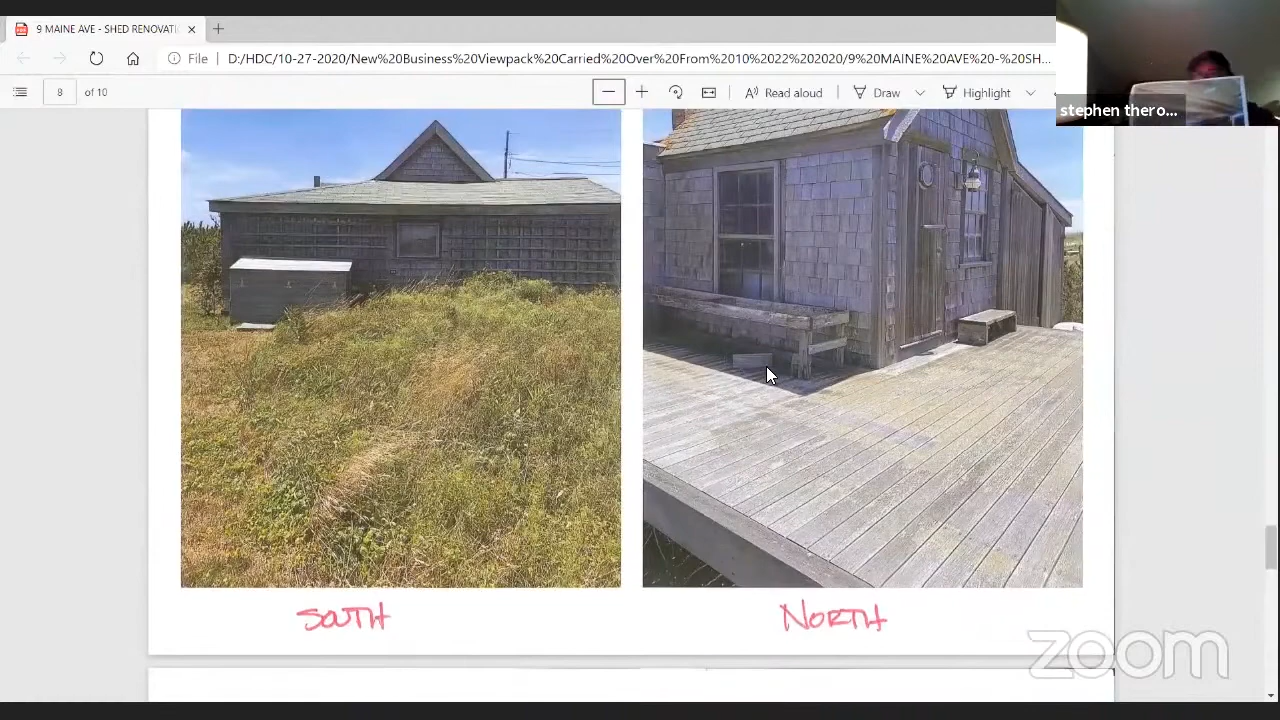 9 MAINE AVE - SHED RENOVATI
File
D:/HDC/10-27-2020/New%20Business%20Viewpack%20Carried%20Over%20From%2010%2022%202020/9%20MAINE%20AVE%20-%20SH...
8 of 10
Read aloud
Draw
Highlight
stephen thero...
SOUTH
NORTH
zoom